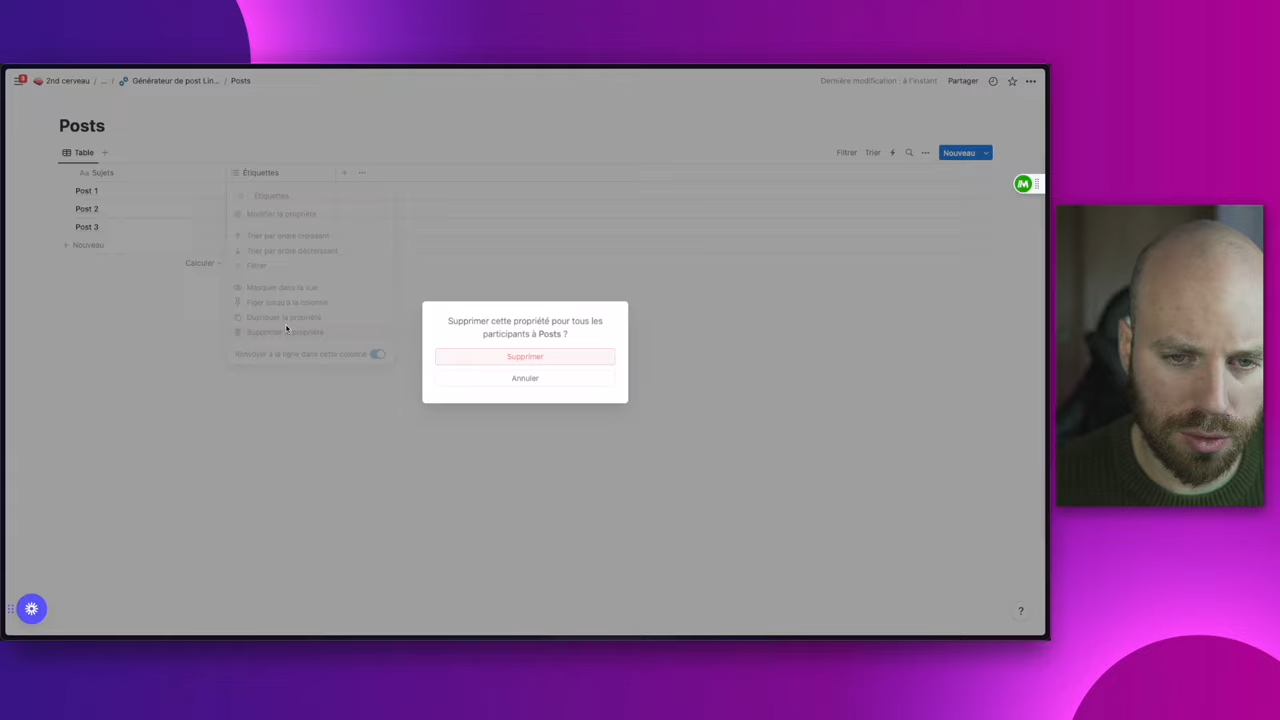 2nd cerveau / ... / Générateur de post Lin... / Posts
Dernière modification : à l'instant
Partager
Posts
Table
Filtrer
Trier
Nouveau
Aa Sujets
Étiquettes
Étiquettes
Post 1
Modifier la propriété
Post 2
Post 3
Trier par ordre croissant
Nouveau
Trier par ordre décroissant
Calculer
Filtrer
Masquer dans la vue
Figer jusqu'à la colonne
Dupliquer la propriété
Supprimer la propriété
Renvoyer à la ligne dans cette colonne
Supprimer cette propriété pour tous les
participants à Posts ?
Supprimer
Annuler
?